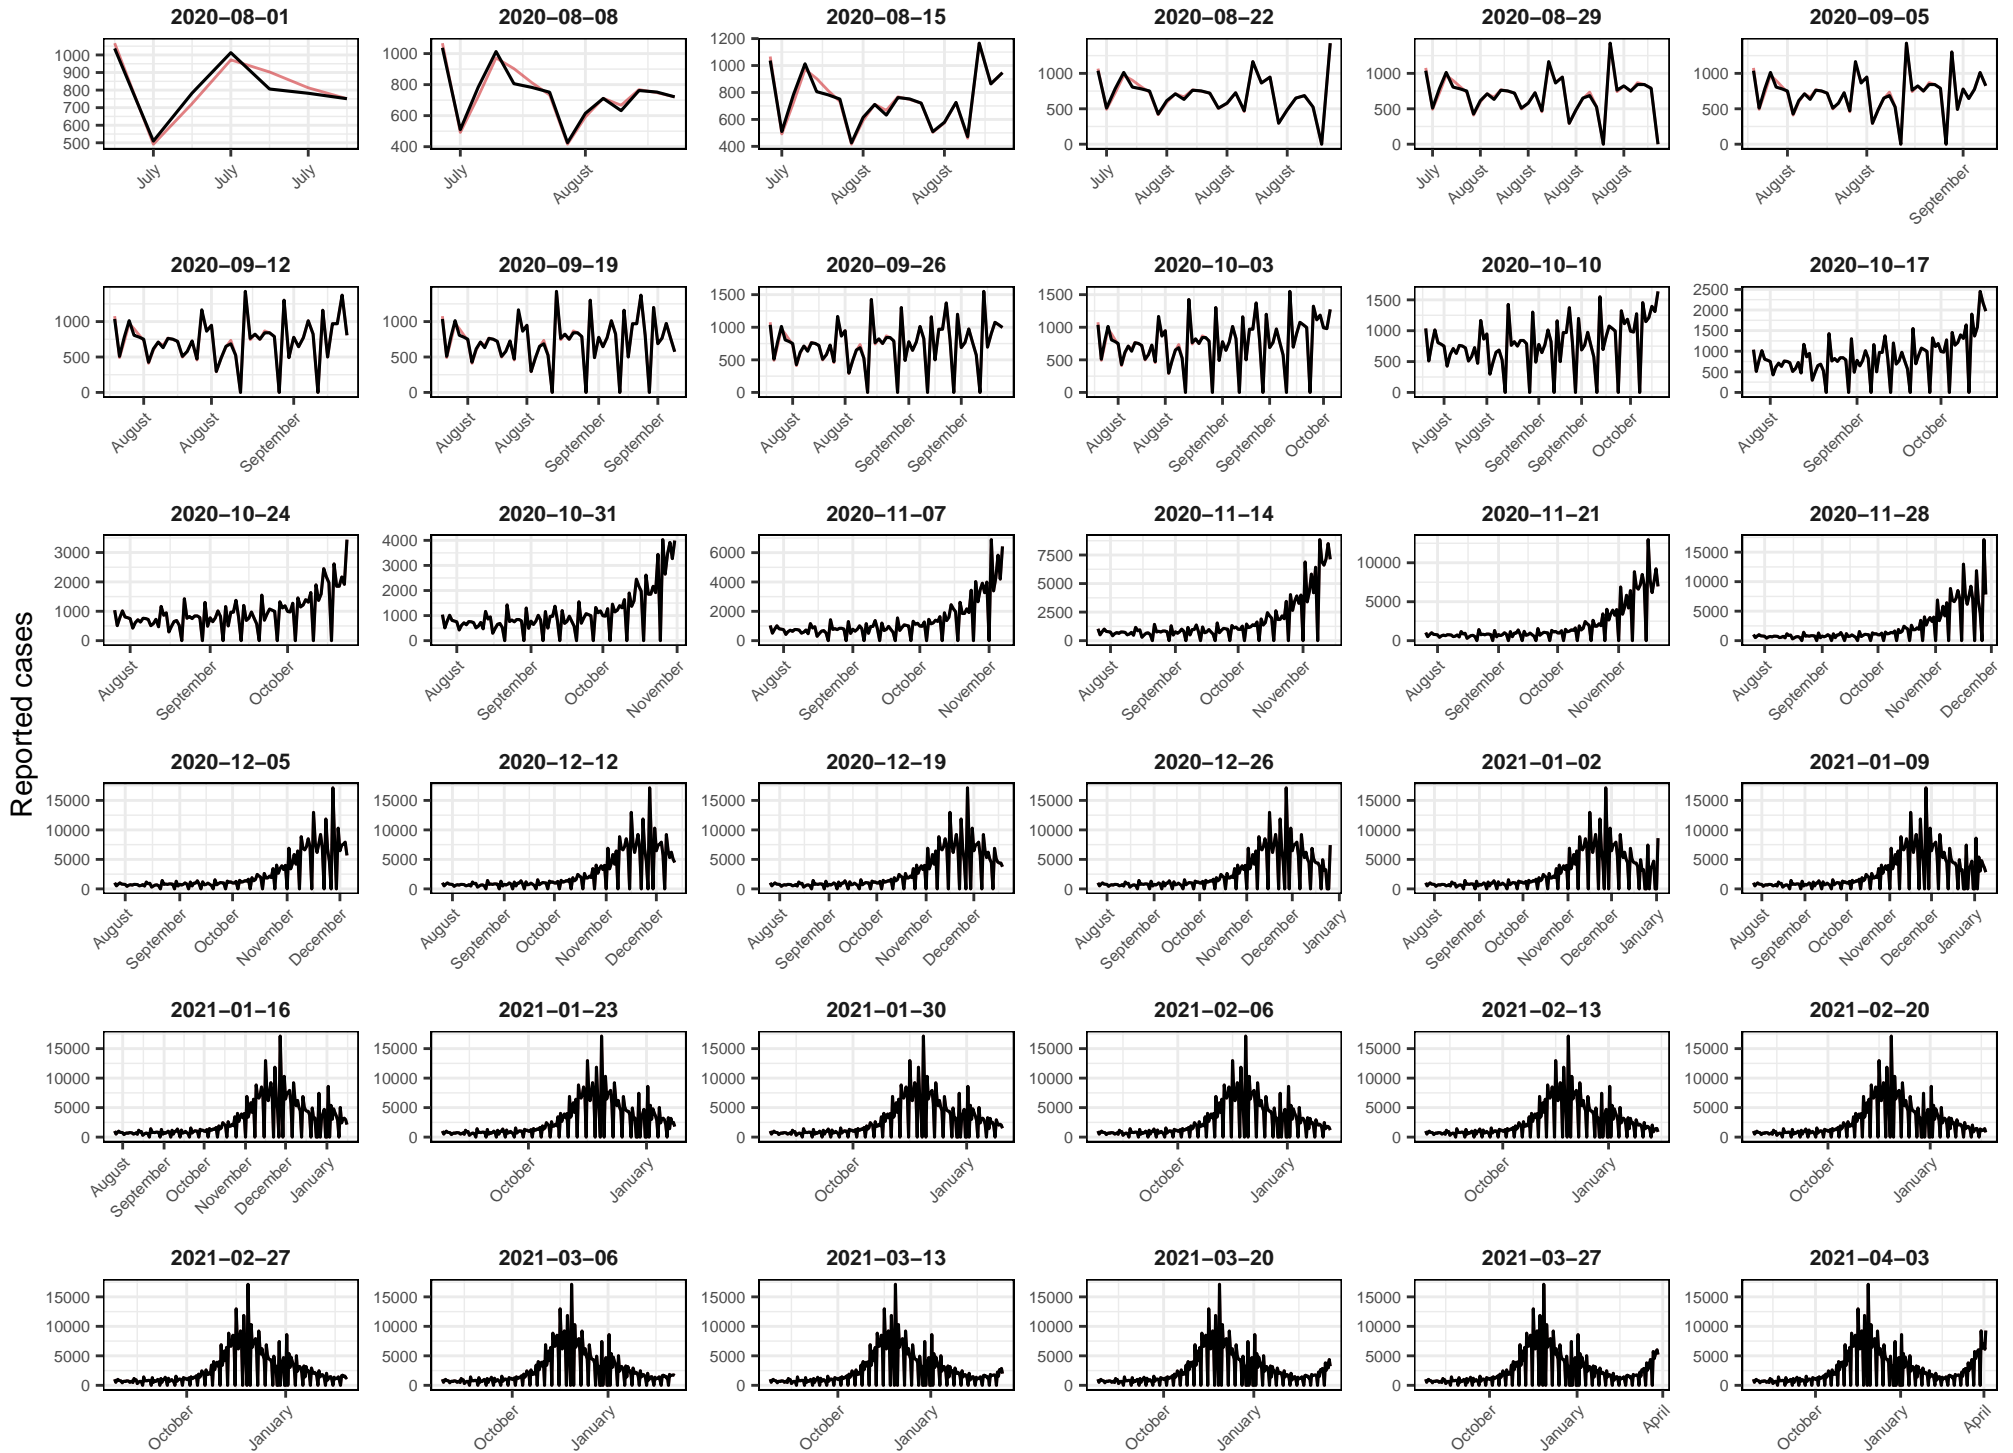 Reported cases
2020−08−01 2020−08−08 2020−08−15 2020−08−22 2020−08−29 2020−09−05
1000 900 800 700 600 500
1000 800 600 400
1200 1000 800 600 400
1000 500 0
1000 500 0
1000 500 0
July July July
July August
July August August
July August August August
July August August August August
August August September
2020−09−12 2020−09−19 2020−09−26 2020−10−03 2020−10−10 2020−10−17
1000 500 0
1000 500 0
1500 1000 500 0
1500 1000 500 0
1500 1000 500 0
2500 2000 1500 1000 500 0
August August September
August August September September
August August September September
August August September September October
August August September September October
August September October
2020−10−24 2020−10−31 2020−11−07 2020−11−14 2020−11−21 2020−11−28
3000 2000 1000 0
4000 3000 2000 1000 0
6000 4000 2000 0
7500 5000 2500 0
10000 5000 0
15000 10000 5000 0
August September October
August September October November
August September October November
August September October November
August September October November
August September October November December
2020−12−05 2020−12−12 2020−12−19 2020−12−26 2021−01−02 2021−01−09
15000 10000 5000 0
15000 10000 5000 0
15000 10000 5000 0
15000 10000 5000 0
15000 10000 5000 0
15000 10000 5000 0
August September October November December
August September October November December
August September October November December
August September October November December January
August September October November December January
August September October November December January
2021−01−16 2021−01−23 2021−01−30 2021−02−06 2021−02−13 2021−02−20
15000 10000 5000 0
15000 10000 5000 0
15000 10000 5000 0
15000 10000 5000 0
15000 10000 5000 0
15000 10000 5000 0
August September October November December January
October January
October January
October January
October January
October January
2021−02−27 2021−03−06 2021−03−13 2021−03−20 2021−03−27 2021−04−03
15000 10000 5000 0
15000 10000 5000 0
15000 10000 5000 0
15000 10000 5000 0
15000 10000 5000 0
15000 10000 5000 0
October January
October January
October January
October January
October January April
October January April